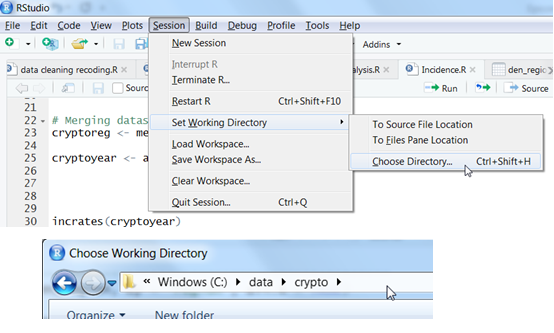 RStudio
File Edit Code View Plots Session Build Debug Profile Tools Help
New Session
Interrupt R
Terminate R...
Restart R Ctrl+Shift+F10
Set Working Directory
To Source File Location
To Files Pane Location
Choose Directory... Ctrl+Shift+H
Load Workspace...
Save Workspace As...
Clear Workspace...
Quit Session... Ctrl+Q
Addins
data cleaning recoding.R alysis.R Incidence.R den_regio
Sourc Run Source
21
22 # Merging datas
23 cryptoreg <- me
24
25 cryptoyear <- a
26
27
28
29
30 incrates(cryptoyear)
Choose Working Directory
« Windows (C:) data crypto
Organize New folder